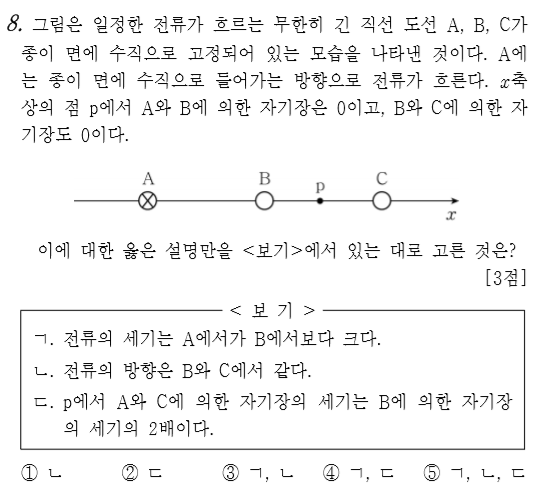 8. 그림은 일정한 전류가 흐르는 무한히 긴 직선 도선 A, B, C가
종이 면에 수직으로 고정되어 있는 모습을 나타낸 것이다. A에
는 종이 면에 수직으로 들어가는 방향으로 전류가 흐른다. x축
상의 점 p에서 A와 B에 의한 자기장은 0이고, B와 C에 의한 자
기장도 0이다.
A B p C
x
이에 대한 옳은 설명만을 <보기>에서 있는 대로 고른 것은?
[3점]
< 보 기 >
ㄱ. 전류의 세기는 A에서가 B에서보다 크다.
ㄴ. 전류의 방향은 B와 C에서 같다.
ㄷ. p에서 A와 C에 의한 자기장의 세기는 B에 의한 자기장
의 세기의 2배이다.
① ㄴ ② ㄷ ③ ㄱ, ㄴ ④ ㄱ, ㄷ ⑤ ㄱ, ㄴ, ㄷ